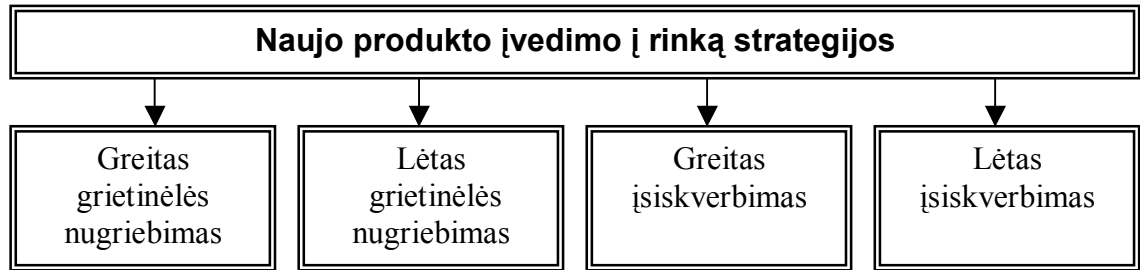 Naujo produkto įvedimo į rinką strategijos
Greitas
grietinėlės
nugriebimas
Lėtas
grietinėlės
nugriebimas
Greitas
įsiskverbimas
Lėtas
įsiskverbimas